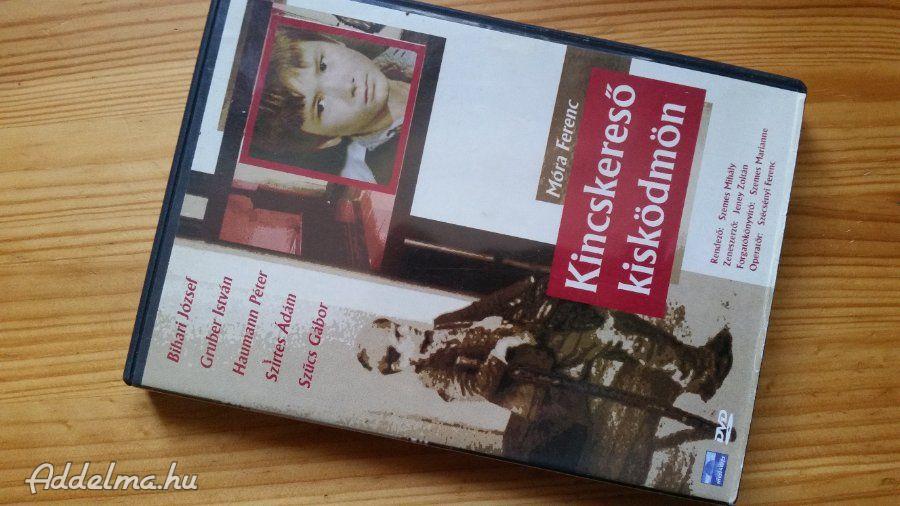 Bihari József
Gruber István
Haumann Péter
Szirtes Ádám
Szűcs Gábor
Móra Ferenc
Kincskereső
kisködmön
Rendező: Szemes Mihály
Zeneszerző: Jeney Zoltán
Forgatókönyvíró: Szemes Marianne
Operatőr: Szécsényi Ferenc
DVD
Addelma.hu